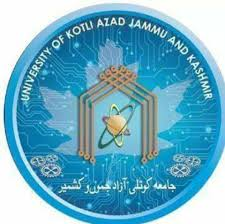 UNIVERSITY OF KOTLI AZAD JAMMU AND KASHMIR
جامعہ کوٹلی آزاد جموں و کشمیر